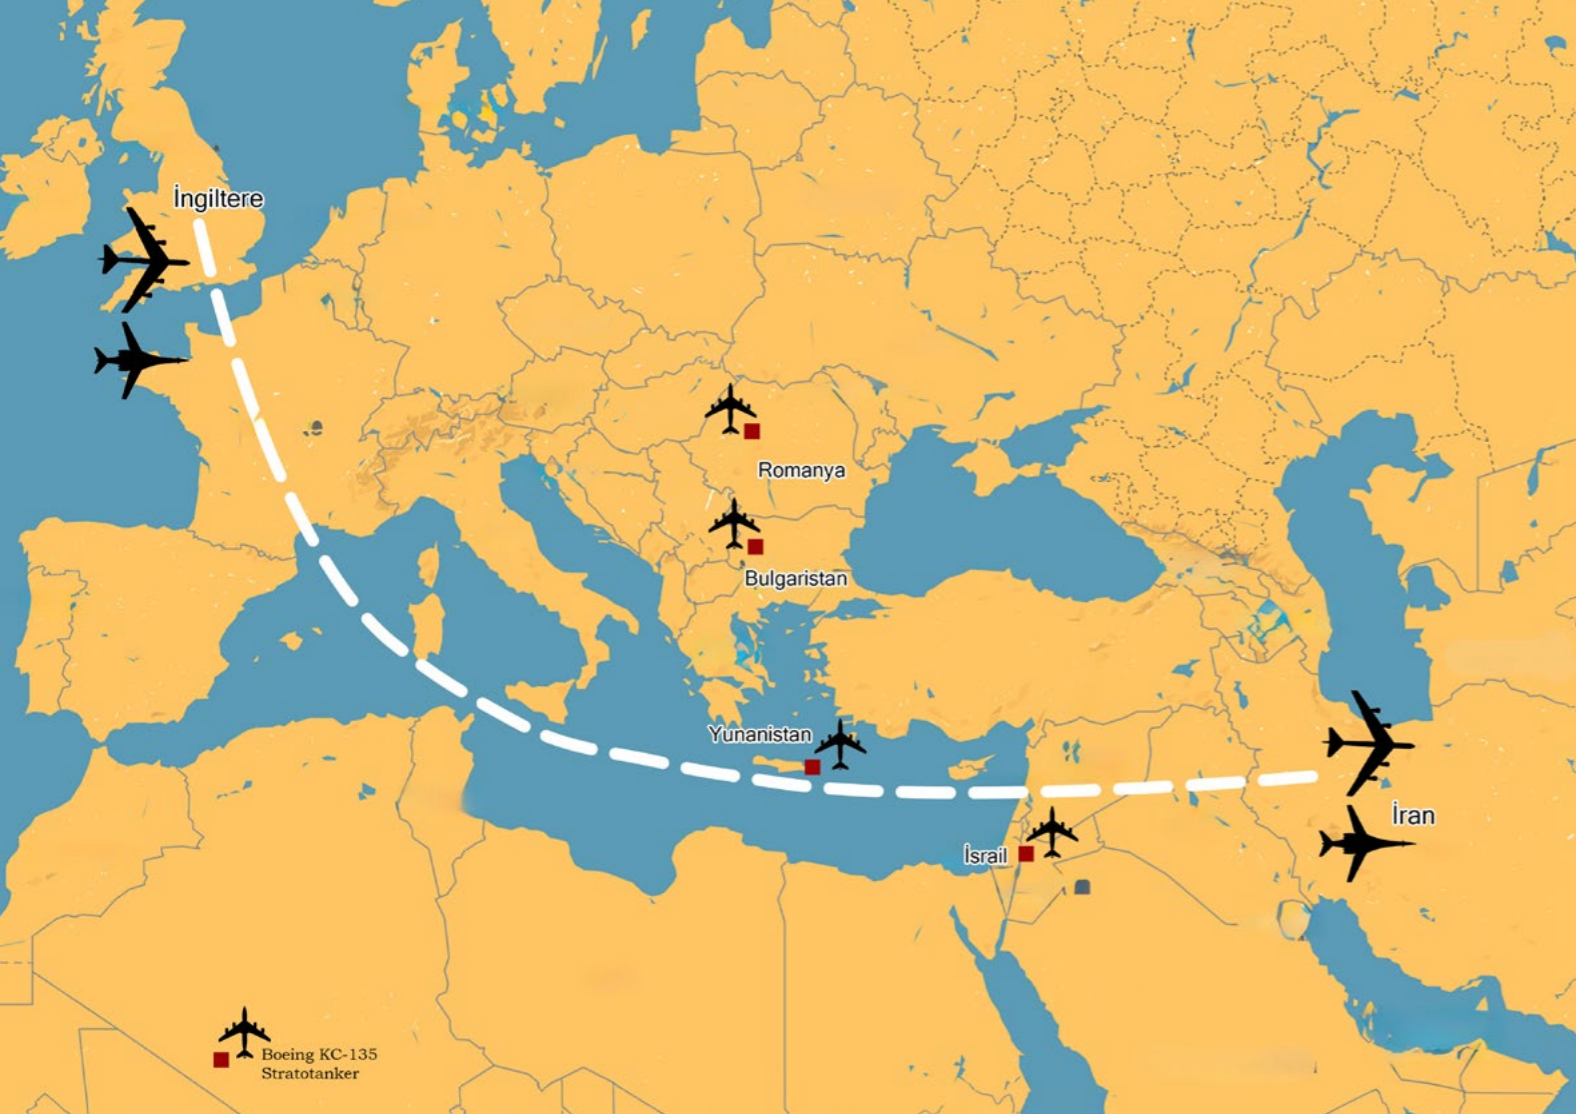 İngiltere
Romanya
Bulgaristan
Yunanistan
İran
İsrail
Boeing KC-135
Stratotanker